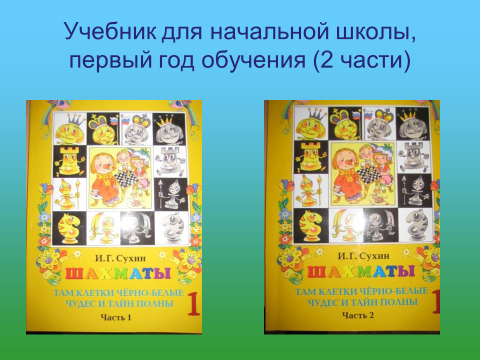 Учебник для начальной школы,
первый год обучения (2 части)
И.Г. Сухин
ШАХМАТЫ
ТАМ КЛЕТКИ ЧЁРНО-БЕЛЫЕ
ЧУДЕС И ТАЙН ПОЛНЫ
1
Часть 1
И.Г. Сухин
ШАХМАТЫ
ТАМ КЛЕТКИ ЧЁРНО-БЕЛЫЕ
ЧУДЕС И ТАЙН ПОЛНЫ
1
Часть 2